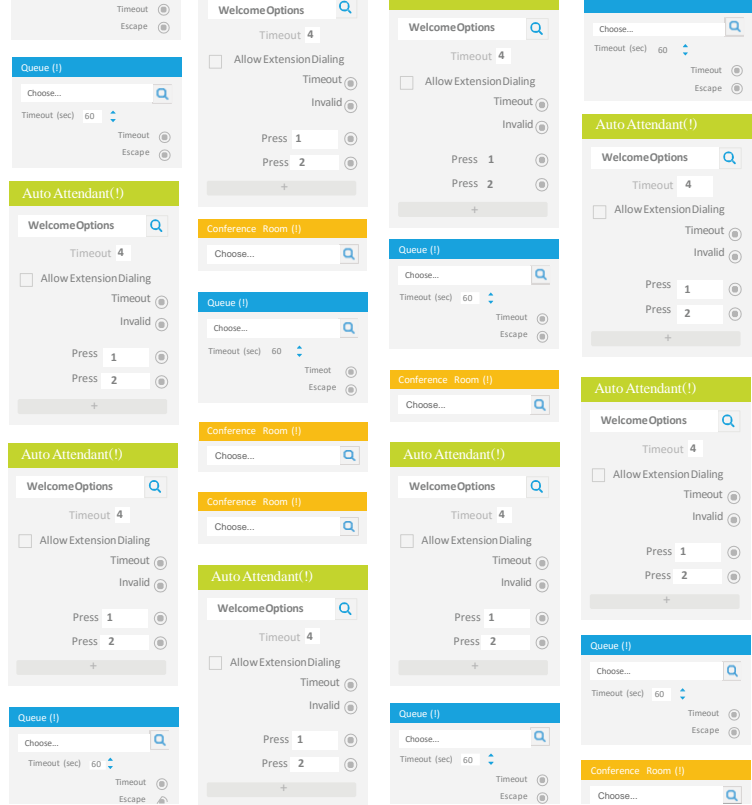 Timeout
Escape
Queue (!)
Choose...
Timeout (sec) 60
Timeout
Escape
Auto Attendant(!)
WelcomeOptions
Timeout 4
Allow Extension Dialing
Timeout
Invalid
Press 1
Press 2
+
Auto Attendant(!)
WelcomeOptions
Timeout 4
Allow Extension Dialing
Timeout
Invalid
Press 1
Press 2
+
Queue (!)
Choose...
Timeout (sec) 60
Timeout
Escape
WelcomeOptions
Timeout 4
Allow Extension Dialing
Timeout
Invalid
Press 1
Press 2
+
Conference Room (!)
Choose...
Queue (!)
Choose...
Timeout (sec) 60
Timeot
Escape
Conference Room (!)
Choose...
Conference Room (!)
Choose...
Auto Attendant(!)
WelcomeOptions
Timeout 4
Allow Extension Dialing
Timeout
Invalid
Press 1
Press 2
+
WelcomeOptions
Timeout 4
Allow Extension Dialing
Timeout
Invalid
Press 1
Press 2
+
Queue (!)
Choose...
Timeout (sec) 60
Timeout
Escape
Conference Room (!)
Choose...
Auto Attendant(!)
WelcomeOptions
Timeout 4
Allow Extension Dialing
Timeout
Invalid
Press 1
Press 2
+
Queue (!)
Choose...
Timeout (sec) 60
Timeout
Escape
Choose...
Timeout (sec) 60
Timeout
Escape
Auto Attendant(!)
WelcomeOptions
Timeout 4
Allow Extension Dialing
Timeout
Invalid
Press 1
Press 2
+
Auto Attendant(!)
WelcomeOptions
Timeout 4
Allow Extension Dialing
Timeout
Invalid
Press 1
Press 2
+
Queue (!)
Choose...
Timeout (sec) 60
Timeout
Escape
Conference Room (!)
Choose...